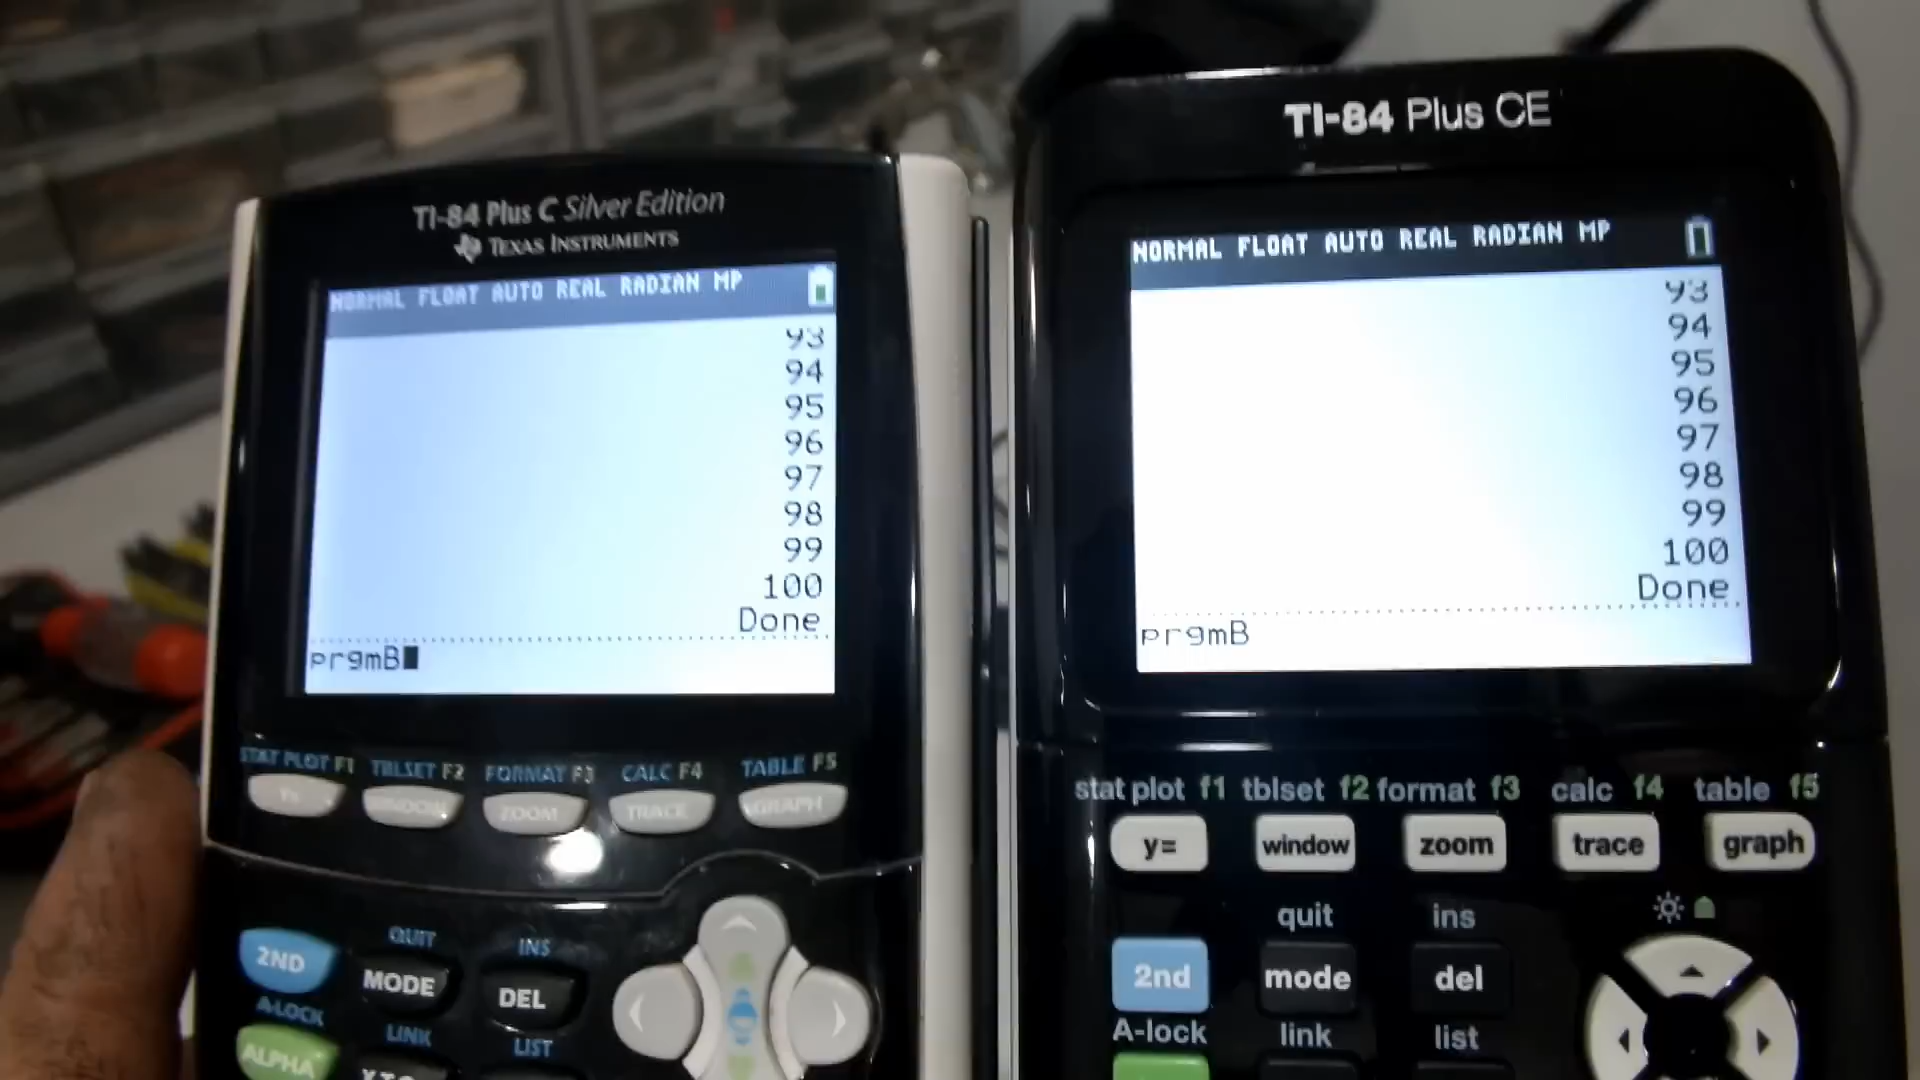 TI-84 Plus C Silver Edition
TEXAS INSTRUMENTS
NORMAL FLOAT AUTO REAL RADIAN MP
93
94
95
96
97
98
99
100
Done
prgmB
STAT PLOT F1 TBLSET F2 FORMAT F3 CALC F4 TABLE F5
Y= WINDOW ZOOM TRACE GRAPH
QUIT INS
2ND MODE DEL
A-LOCK LINK LIST
ALPHA
TI-84 Plus CE
NORMAL FLOAT AUTO REAL RADIAN MP
93
94
95
96
97
98
99
100
Done
prgmB
stat plot f1 tblset f2 format f3 calc f4 table f5
y= window zoom trace graph
quit ins
2nd mode del
A-lock link list